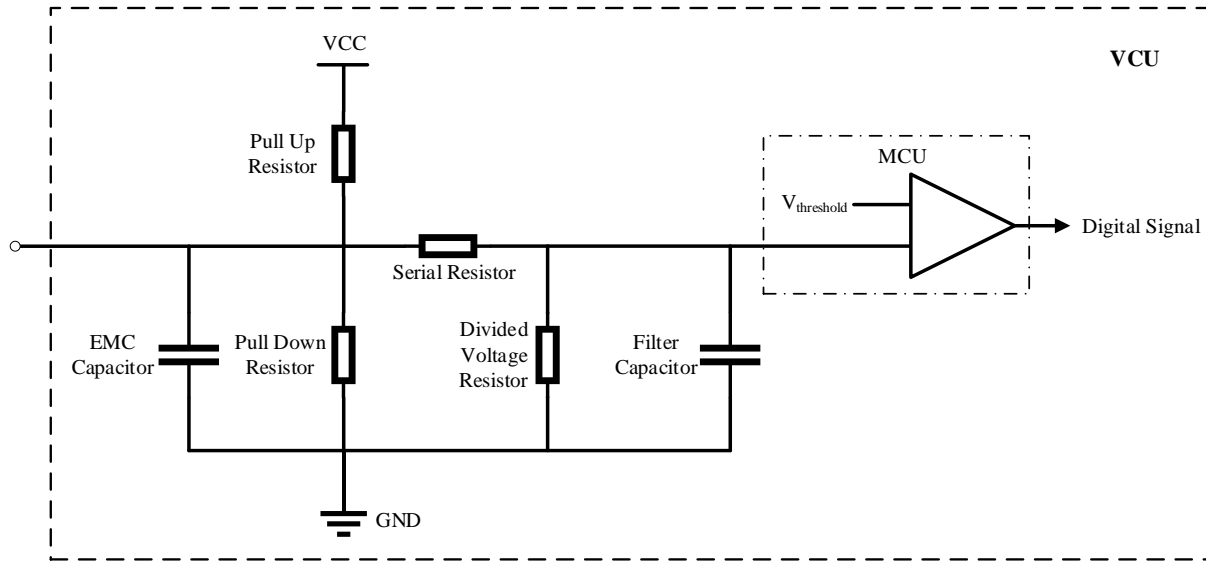 VCC
VCU
Pull Up
Resistor
MCU
Vthreshold
Digital Signal
Serial Resistor
EMC
Capacitor
Pull Down
Resistor
Divided
Voltage
Resistor
Filter
Capacitor
GND